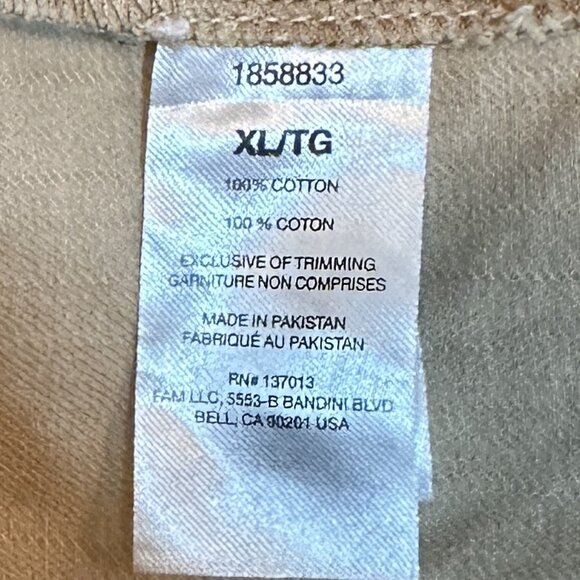 1858833
XL/TG
100% COTTON
100 % COTON
EXCLUSIVE OF TRIMMING
GARNITURE NON COMPRISES
MADE IN PAKISTAN
FABRIQUÉ AU PAKISTAN
RN# 137013
FAM LLC, 5553-B BANDINI BLVD
BELL, CA 90201 USA